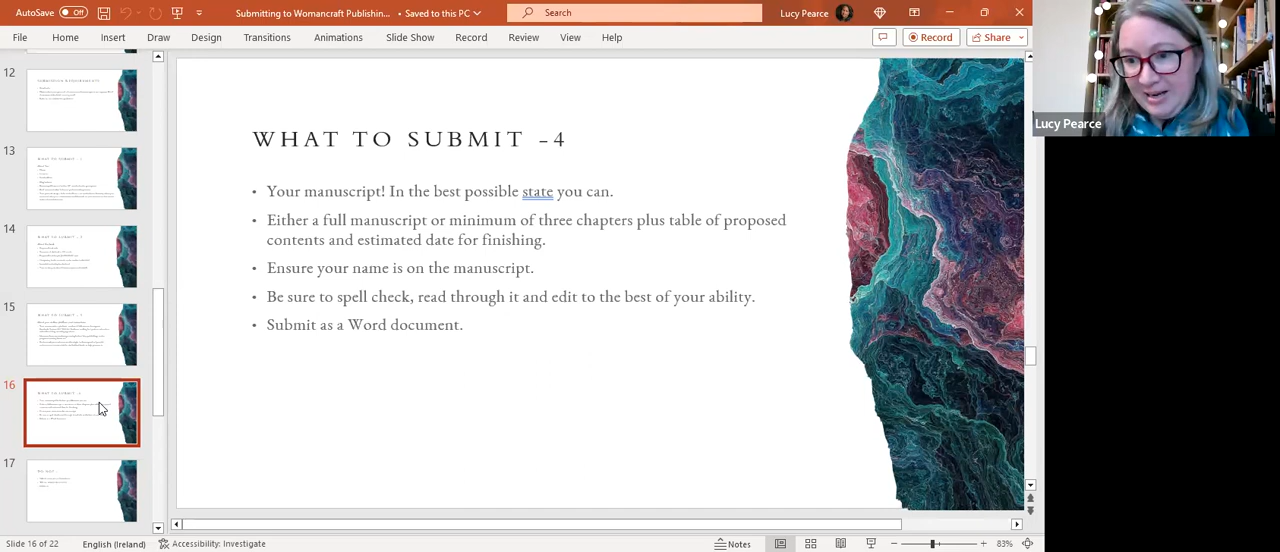 AutoSave Off Submitting to Womancraft Publishin... • Saved to this PC Search Lucy Pearce
File Home Insert Draw Design Transitions Animations Slide Show Record Review View Help Record Share
12
13
14
15
16
17
WHAT TO SUBMIT -4
• Your manuscript! In the best possible state you can.
• Either a full manuscript or minimum of three chapters plus table of proposed
contents and estimated date for finishing.
• Ensure your name is on the manuscript.
• Be sure to spell check, read through it and edit to the best of your ability.
• Submit as a Word document.
Lucy Pearce
Slide 16 of 22 English (Ireland) Accessibility: Investigate Notes 83%